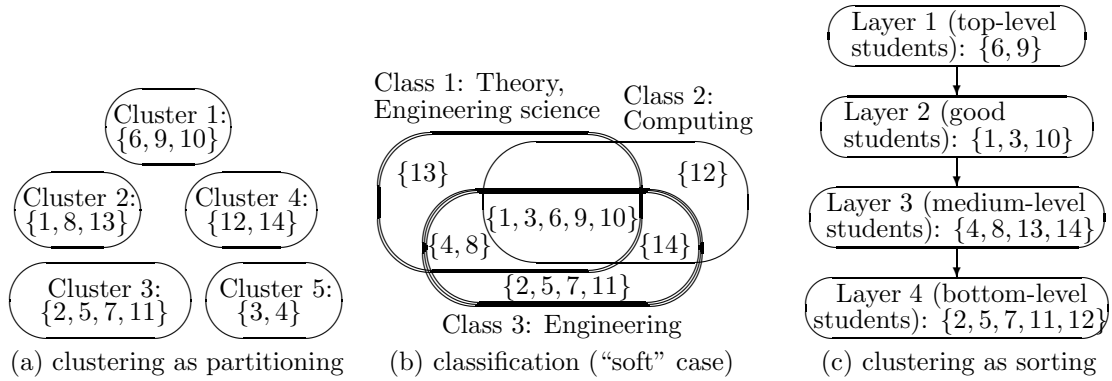 Cluster 1:
{6, 9, 10}
Cluster 2:
{1, 8, 13}
Cluster 4:
{12, 14}
Cluster 3:
{2, 5, 7, 11}
Cluster 5:
{3, 4}
(a) clustering as partitioning
Class 1: Theory,
Engineering science
Class 2:
Computing
{13}
{12}
{1, 3, 6, 9, 10}
{4, 8}
{14}
{2, 5, 7, 11}
Class 3: Engineering
(b) classification (“soft” case)
Layer 1 (top-level
students): {6, 9}
Layer 2 (good
students): {1, 3, 10}
Layer 3 (medium-level
students): {4, 8, 13, 14}
Layer 4 (bottom-level
students): {2, 5, 7, 11, 12}
(c) clustering as sorting